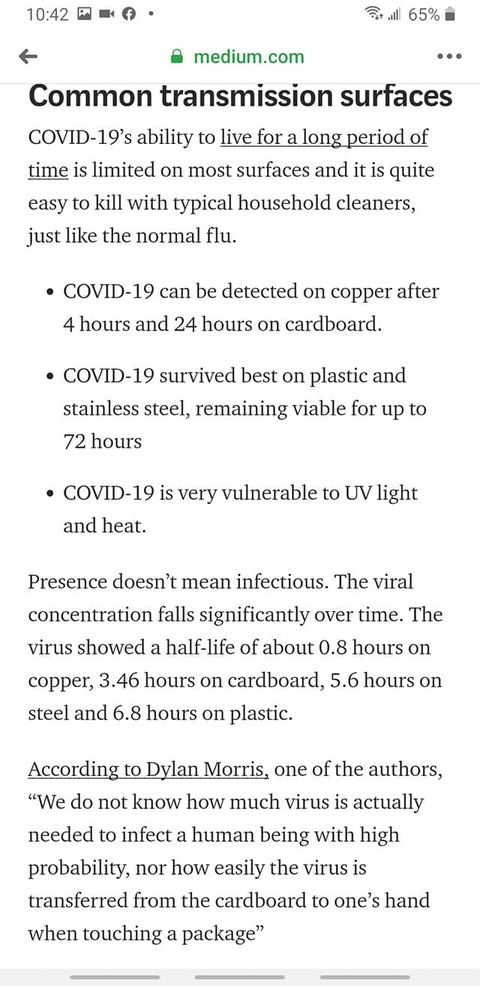 10:42
65%
medium.com
Common transmission surfaces
COVID-19’s ability to live for a long period of
time is limited on most surfaces and it is quite
easy to kill with typical household cleaners,
just like the normal flu.
• COVID-19 can be detected on copper after
4 hours and 24 hours on cardboard.
• COVID-19 survived best on plastic and
stainless steel, remaining viable for up to
72 hours
• COVID-19 is very vulnerable to UV light
and heat.
Presence doesn’t mean infectious. The viral
concentration falls significantly over time. The
virus showed a half-life of about 0.8 hours on
copper, 3.46 hours on cardboard, 5.6 hours on
steel and 6.8 hours on plastic.
According to Dylan Morris, one of the authors,
“We do not know how much virus is actually
needed to infect a human being with high
probability, nor how easily the virus is
transferred from the cardboard to one’s hand
when touching a package”